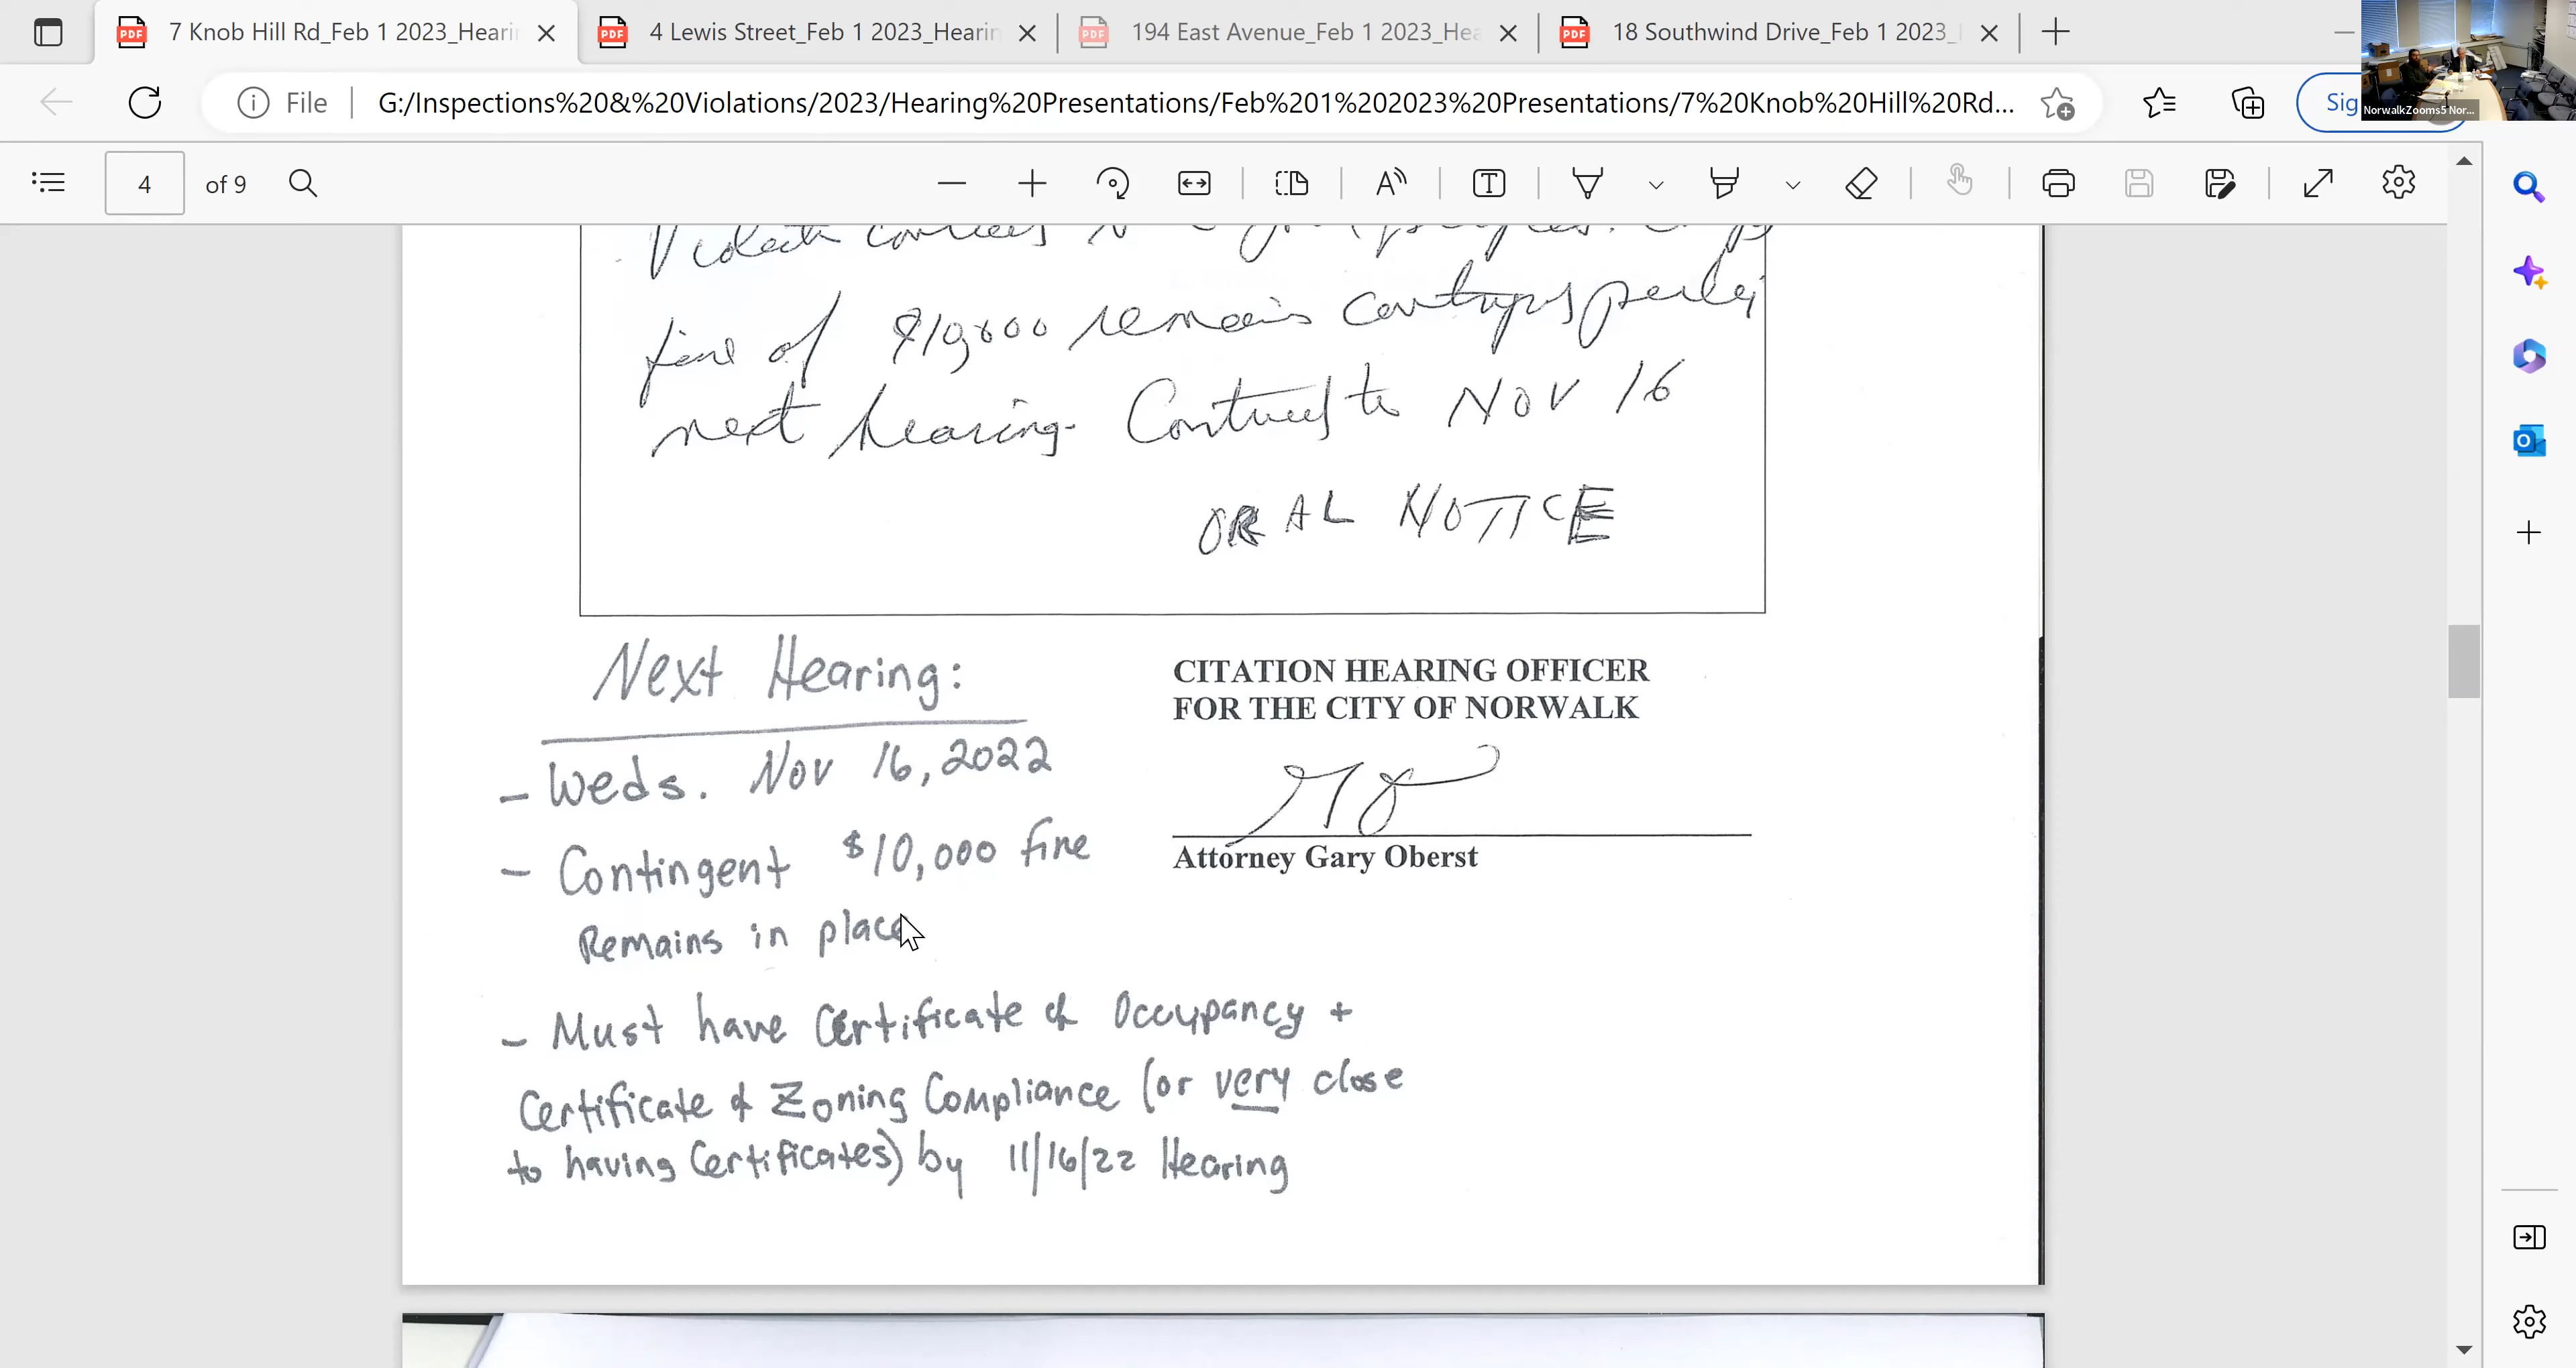 7 Knob Hill Rd_Feb 1 2023_Heari
4 Lewis Street_Feb 1 2023_Hearin
194 East Avenue_Feb 1 2023_Hea
18 Southwind Drive_Feb 1 2023_
File
G:/Inspections%20&%20Violations/2023/Hearing%20Presentations/Feb%201%202023%20Presentations/7%20Knob%20Hill%20Rd...
Sig
NorwalkZooms5 Nor...
4 of 9
fine of $10,000 remains
next hearing. Continued to Nov 16
ORAL NOTICE
Next Hearing:
- Weds. Nov 16, 2022
- Contingent $10,000 fine
Remains in place
- Must have Certificate of Occupancy +
Certificate of Zoning Compliance (or very close
to having Certificates) by 11/16/22 Hearing
CITATION HEARING OFFICER
FOR THE CITY OF NORWALK
Attorney Gary Oberst